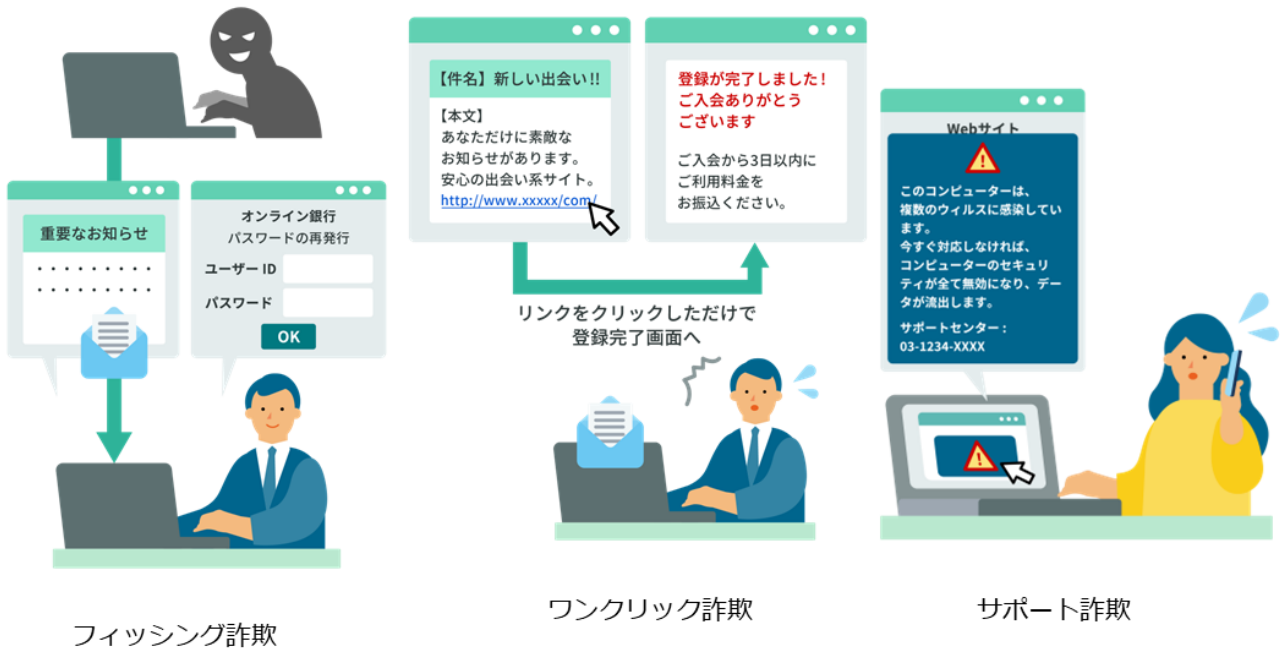 重要なお知らせ
オンライン銀行
パスワードの再発行
ユーザー ID
パスワード
OK
フィッシング詐欺
【件名】新しい出会い!!
【本文】
あなただけに素敵な
お知らせがあります。
安心の出会い系サイト。
http://www.xxxxx/com/
登録が完了しました!
ご入会ありがとう
ございます
ご入会から3日以内に
ご利用料金を
お振込ください。
リンクをクリックしただけで
登録完了画面へ
ワンクリック詐欺
Webサイト
このコンピューターは、
複数のウィルスに感染してい
ます。
今すぐ対応しなければ、
コンピューターのセキュリ
ティが全て無効になり、デー
タが流出します。
サポートセンター:
03-1234-XXXX
サポート詐欺